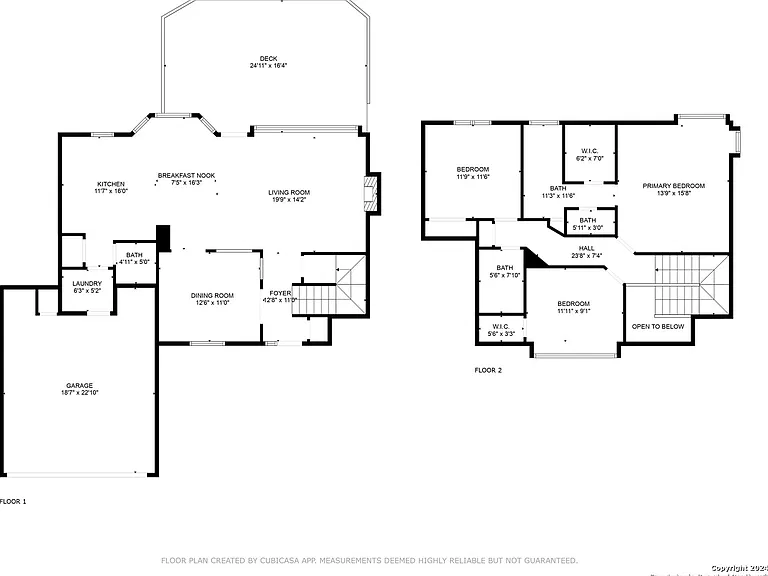 DECK
24'11" x 16'4"
BREAKFAST NOOK
7'5" x 16'3"
KITCHEN
11'7" x 16'0"
LIVING ROOM
19'9" x 14'2"
BATH
4'11" x 5'0"
LAUNDRY
6'3" x 5'2"
DINING ROOM
12'6" x 11'0"
FOYER
12'8" x 11'0"
GARAGE
18'7" x 22'10"
FLOOR 1
W.I.C.
6'2" x 7'0"
BEDROOM
11'9" x 11'6"
BATH
11'3" x 11'6"
PRIMARY BEDROOM
13'9" x 15'8"
BATH
5'11" x 3'0"
HALL
23'8" x 7'4"
BATH
5'6" x 7'10"
BEDROOM
11'11" x 9'1"
W.I.C.
5'6" x 3'3"
OPEN TO BELOW
FLOOR 2
FLOOR PLAN CREATED BY CUBICASA APP. MEASUREMENTS DEEMED HIGHLY RELIABLE BUT NOT GUARANTEED.
Copyright 2024